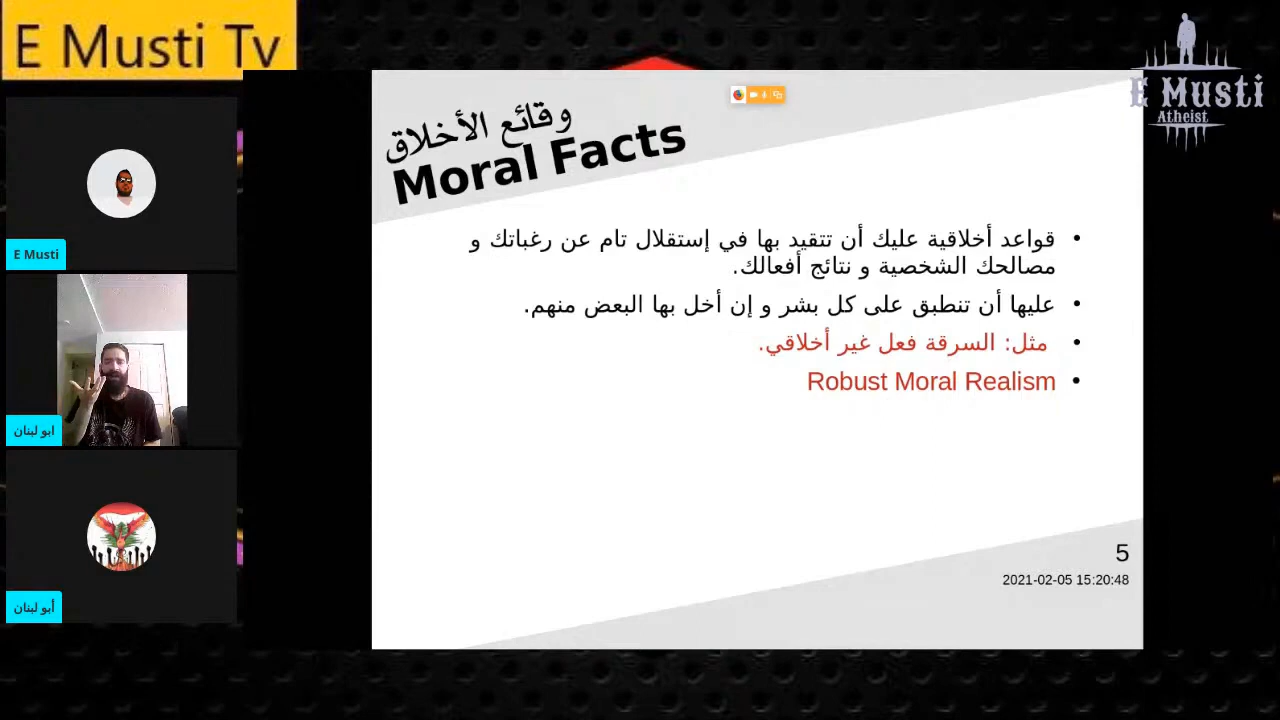 E Musti Tv
E Musti
Atheist
وقائع الأخلاق
Moral Facts
• قواعد أخلاقية عليك أن تتقيد بها في إستقلال تام عن رغباتك و
مصالحك الشخصية و نتائج أفعالك.
• عليها أن تنطبق على كل بشر و إن أخل بها البعض منهم.
• مثل: السرقة فعل غير أخلاقي.
• Robust Moral Realism
5
2021-02-05 15:20:48
E Musti
ابو لبنان
أبو لبنان